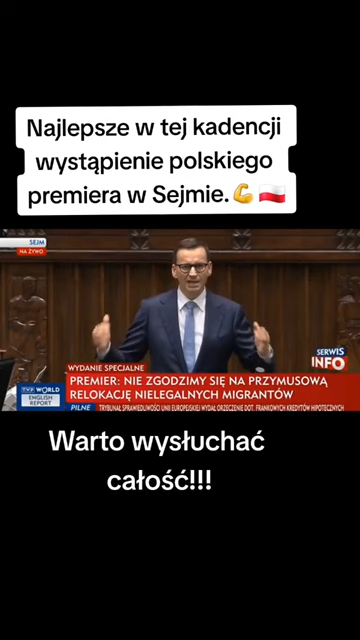 Najlepsze w tej kadencji
wystąpienie polskiego
premiera w Sejmie.💪🇵🇱
SEJM
NA ŻYWO
SERWIS
INFO
WYDANIE SPECJALNE
PREMIER: NIE ZGODZIMY SIĘ NA PRZYMUSOWĄ
RELOKACJĘ NIELEGALNYCH MIGRANTÓW
TVP WORLD
ENGLISH
REPORT
PILNE
TRYBUNAŁ SPRAWIEDLIWOŚCI UNII EUROPEJSKIEJ WYDAŁ ORZECZENIE DOT. FRANKOWYCH KREDYTÓW HIPOTECZNYCH
Warto wysłuchać
całość!!!